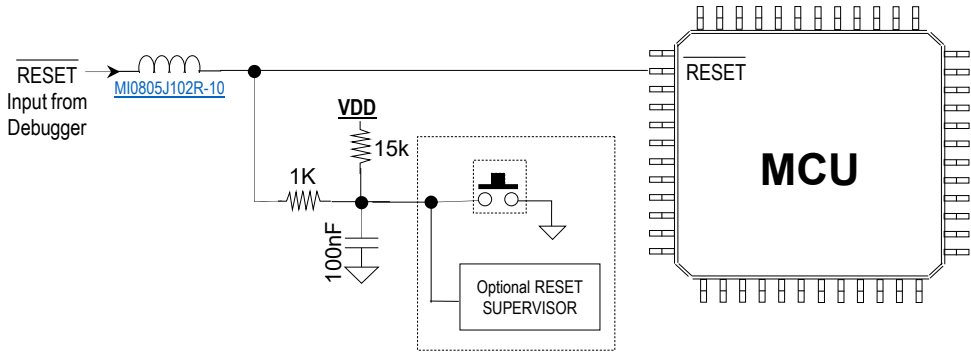 RESET
Input from
Debugger
MI0805J102R-10
VDD
15k
1K
100nF
Optional RESET
SUPERVISOR
RESET
MCU